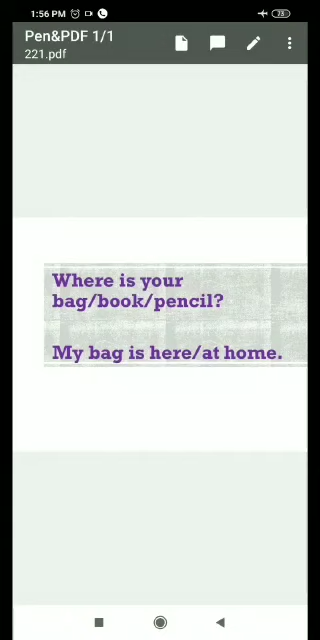 1:56 PM 73
Pen&PDF 1/1
221.pdf
Where is your
bag/book/pencil?
My bag is here/at home.